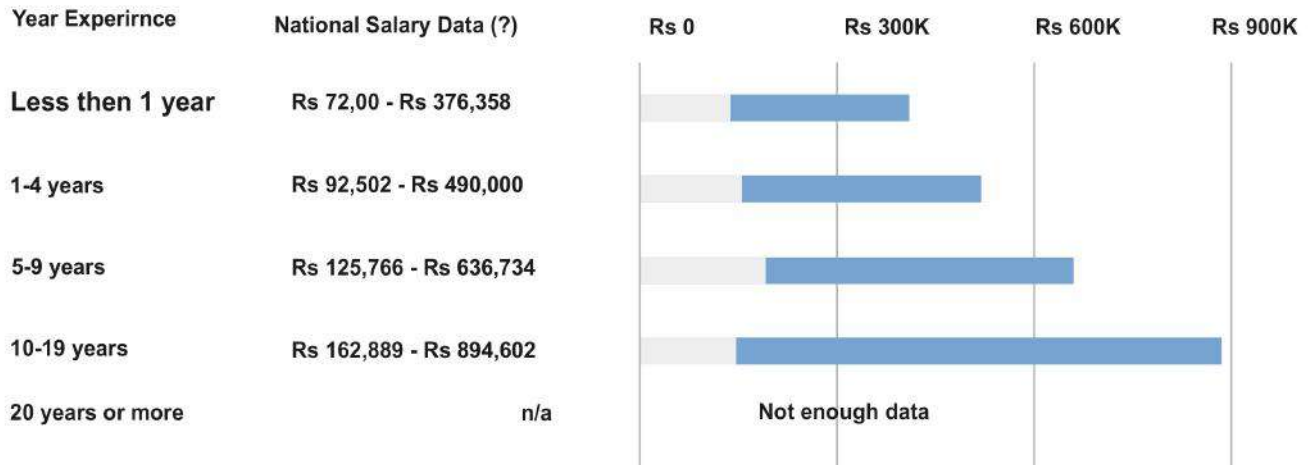 Year Experirnce National Salary Data (?) Rs 0 Rs 300K Rs 600K Rs 900K
Less then 1 year Rs 72,00 - Rs 376,358
1-4 years Rs 92,502 - Rs 490,000
5-9 years Rs 125,766 - Rs 636,734
10-19 years Rs 162,889 - Rs 894,602
20 years or more n/a Not enough data